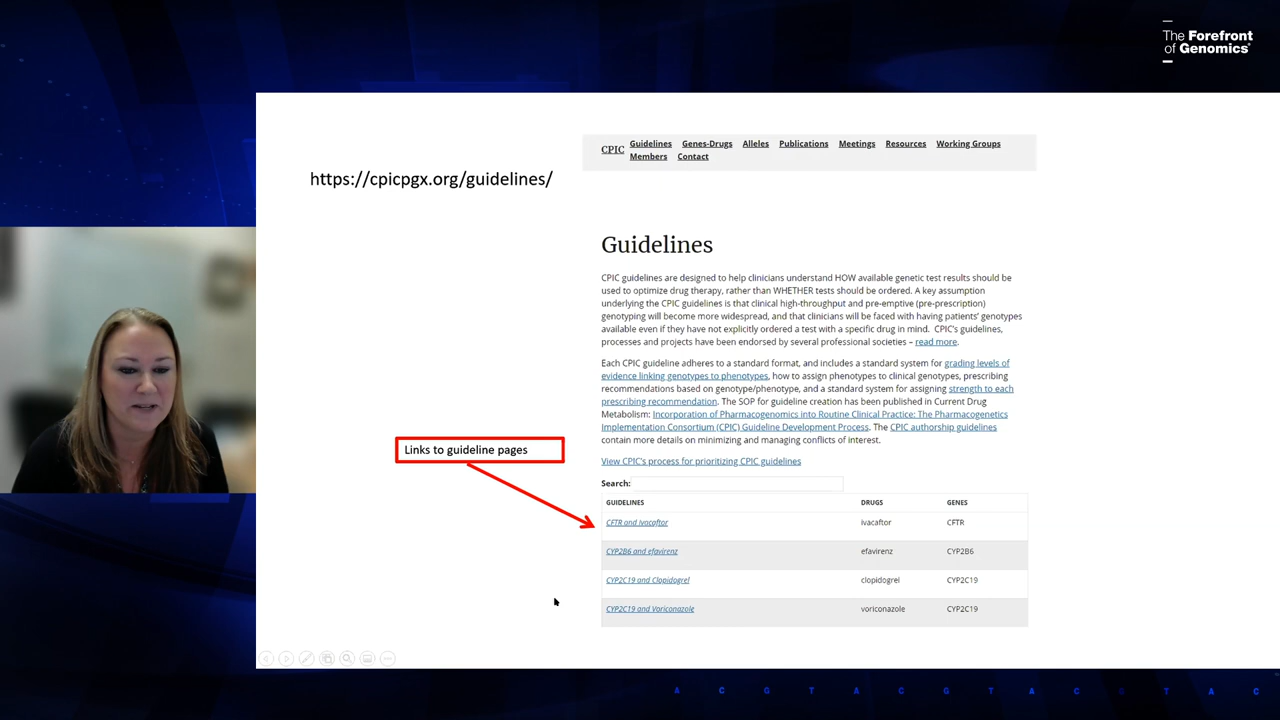 The Forefront
of Genomics®
CPIC
Guidelines Genes-Drugs Alleles Publications Meetings Resources Working Groups
Members Contact
https://cpicpgx.org/guidelines/
Guidelines
CPIC guidelines are designed to help clinicians understand HOW available genetic test results should be
used to optimize drug therapy, rather than WHETHER tests should be ordered. A key assumption
underlying the CPIC guidelines is that clinical high-throughput and pre-emptive (pre-prescription)
genotyping will become more widespread, and that clinicians will be faced with having patients' genotypes
available even if they have not explicitly ordered a test with a specific drug in mind. CPIC's guidelines,
processes and projects have been endorsed by several professional societies – read more.
Each CPIC guideline adheres to a standard format, and includes a standard system for grading levels of
evidence linking genotypes to phenotypes, how to assign phenotypes to clinical genotypes, prescribing
recommendations based on genotype/phenotype, and a standard system for assigning strength to each
prescribing recommendation. The SOP for guideline creation has been published in Current Drug
Metabolism: Incorporation of Pharmacogenomics into Routine Clinical Practice: The Pharmacogenetics
Implementation Consortium (CPIC) Guideline Development Process. The CPIC authorship guidelines
contain more details on minimizing and managing conflicts of interest.
Links to guideline pages
View CPIC's process for prioritizing CPIC guidelines
Search:
GUIDELINES DRUGS GENES
CFTR and Ivacaftor ivacaftor CFTR
CYP2B6 and efavirenz efavirenz CYP2B6
CYP2C19 and Clopidogrel clopidogrel CYP2C19
CYP2C19 and Voriconazole voriconazole CYP2C19
A C G T A C G T A C G T A C